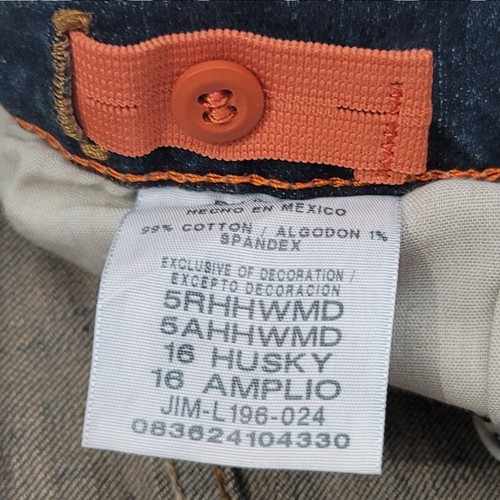 HECHO EN MEXICO
99% COTTON / ALGODON 1%
SPANDEX
EXCLUSIVE OF DECORATION /
EXCEPTO DECORACION
5RHHWMD
5AHHWMD
16 HUSKY
16 AMPLIO
JIM-L196-024
083624104330